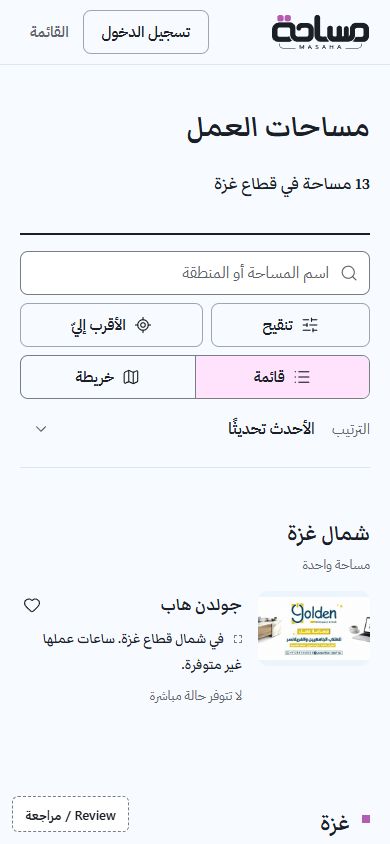 مساحة
MASAHA
تسجيل الدخول
القائمة
مساحات العمل
13 مساحة في قطاع غزة
اسم المساحة أو المنطقة
تنقيح
الأقرب إليّ
قائمة
خريطة
الترتيب
الأحدث تحديثًا
شمال غزة
مساحة واحدة
golden
جولدن هاب
في شمال قطاع غزة. ساعات عملها
غير متوفرة.
لا تتوفر حالة مباشرة
غزة
Review / مراجعة